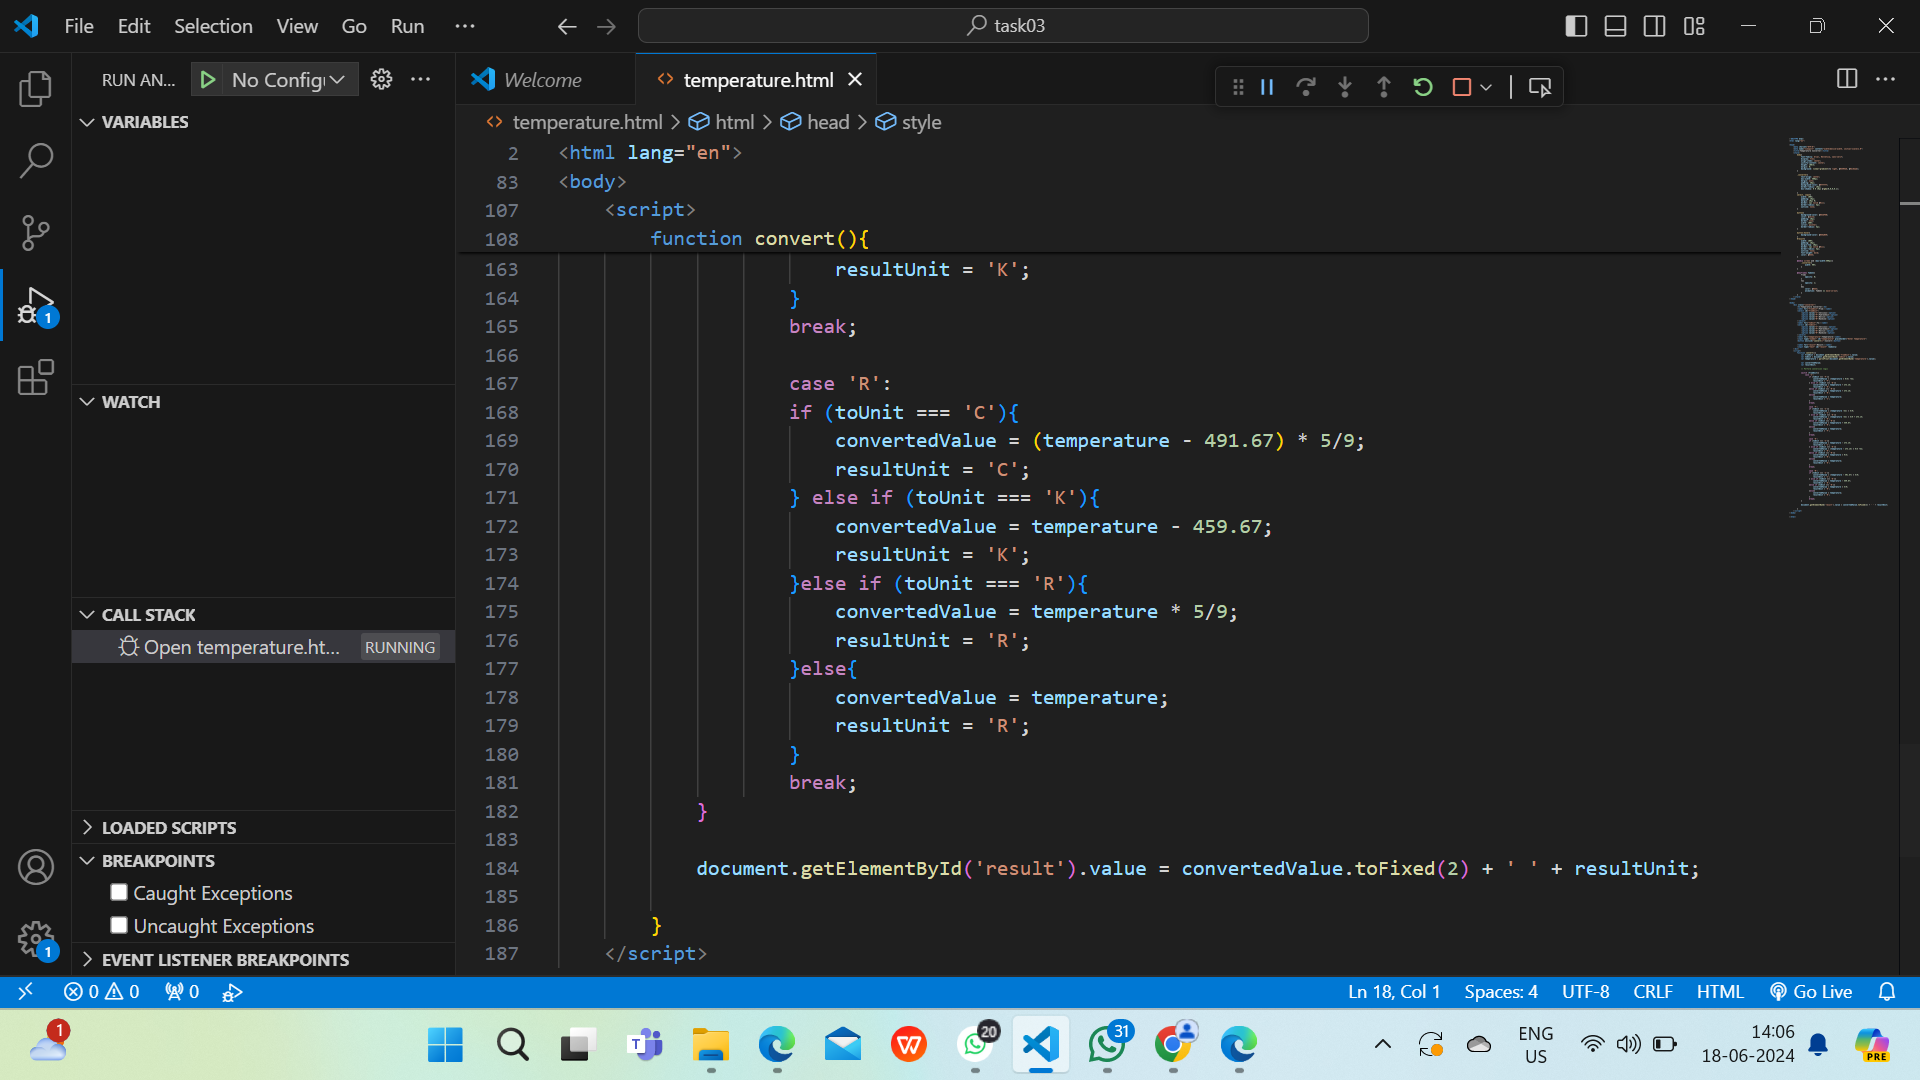 File Edit Selection View Go Run ··· task03
RUN AN... No Config ···
Welcome temperature.html
temperature.html > html > head > style
VARIABLES
WATCH
CALL STACK
Open temperature.ht... RUNNING
LOADED SCRIPTS
BREAKPOINTS
Caught Exceptions
Uncaught Exceptions
EVENT LISTENER BREAKPOINTS
1
1
2 <html lang="en">
83 <body>
107 <script>
108 function convert(){
163 resultUnit = 'K';
164 }
165 break;
166
167 case 'R':
168 if (toUnit === 'C'){
169 convertedValue = (temperature - 491.67) * 5/9;
170 resultUnit = 'C';
171 } else if (toUnit === 'K'){
172 convertedValue = temperature - 459.67;
173 resultUnit = 'K';
174 }else if (toUnit === 'R'){
175 convertedValue = temperature * 5/9;
176 resultUnit = 'R';
177 }else{
178 convertedValue = temperature;
179 resultUnit = 'R';
180 }
181 break;
182 }
183
184 document.getElementById('result').value = convertedValue.toFixed(2) + ' ' + resultUnit;
185
186 }
187 </script>
0 0 0 Ln 18, Col 1 Spaces: 4 UTF-8 CRLF HTML Go Live
1 T W 20 31 ENG US 14:06 18-06-2024 PRE